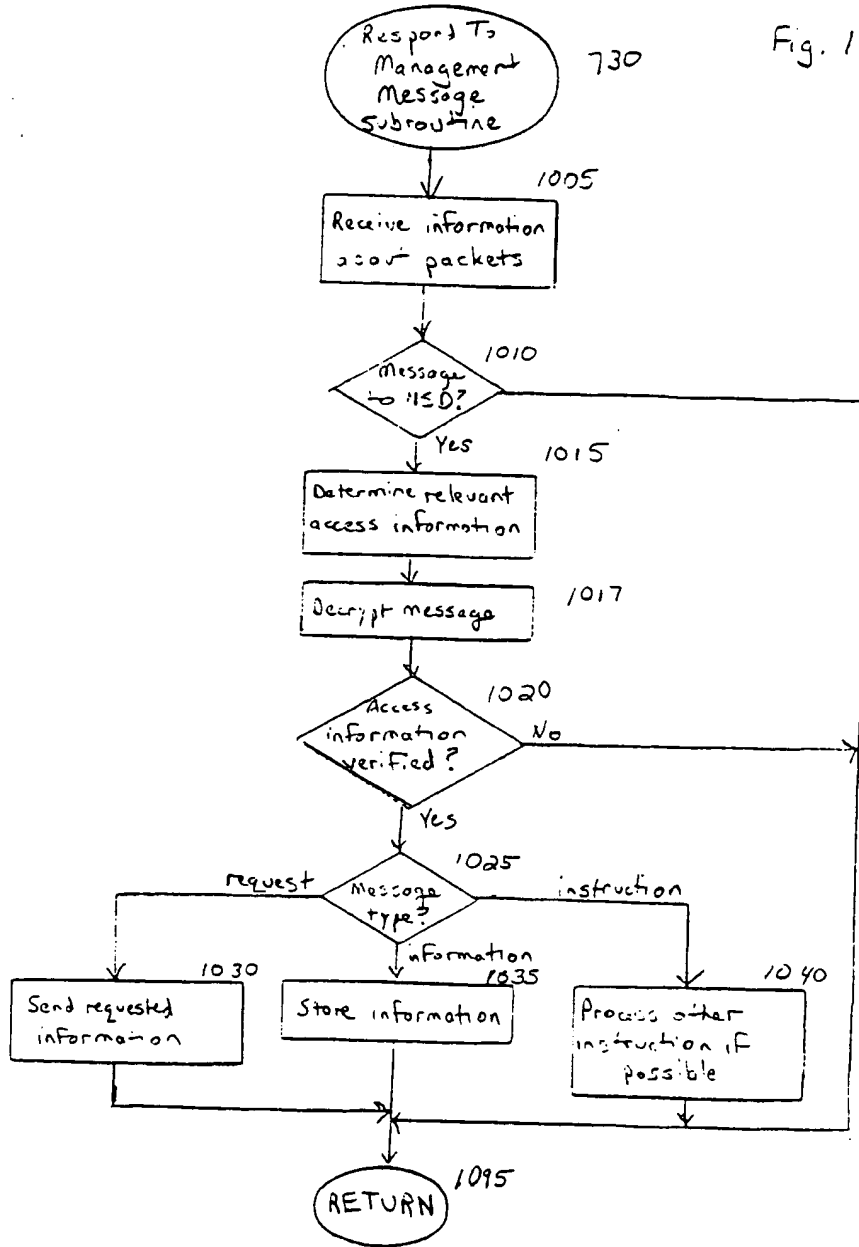 Respond To
Management
Message
Subroutine
730
Fig. 1
1005
Receive information
about packets
1010
Message
to NSD?
Yes
1015
Determine relevant
access information
1017
Decrypt message
1020
Access
information
verified?
No
Yes
1025
request
Message
type?
instruction
information
1030
Send requested
information
1035
Store information
1040
Process other
instruction if
possible
RETURN
1095